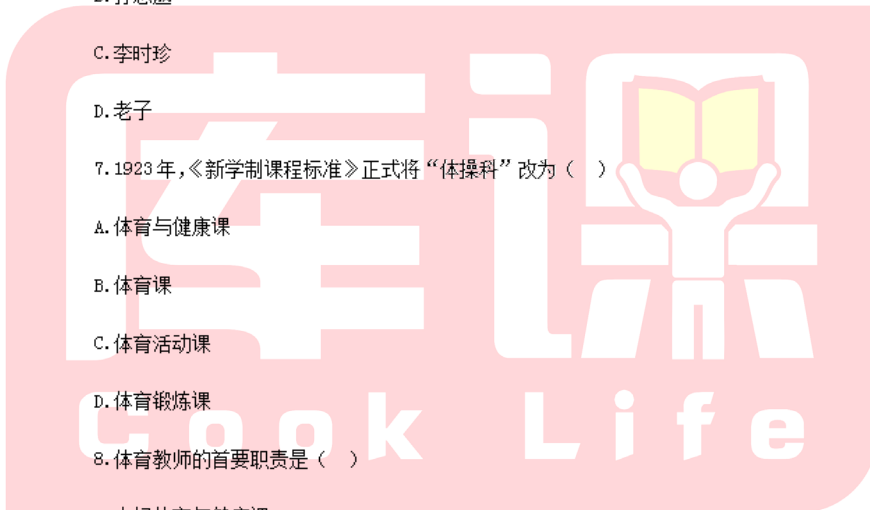 C.李时珍
D.老子
7.1923年,《新学制课程标准》正式将“体操科”改为（ ）
A.体育与健康课
B.体育课
C.体育活动课
D.体育锻炼课
8.体育教师的首要职责是（ ）
库课
Cook Life